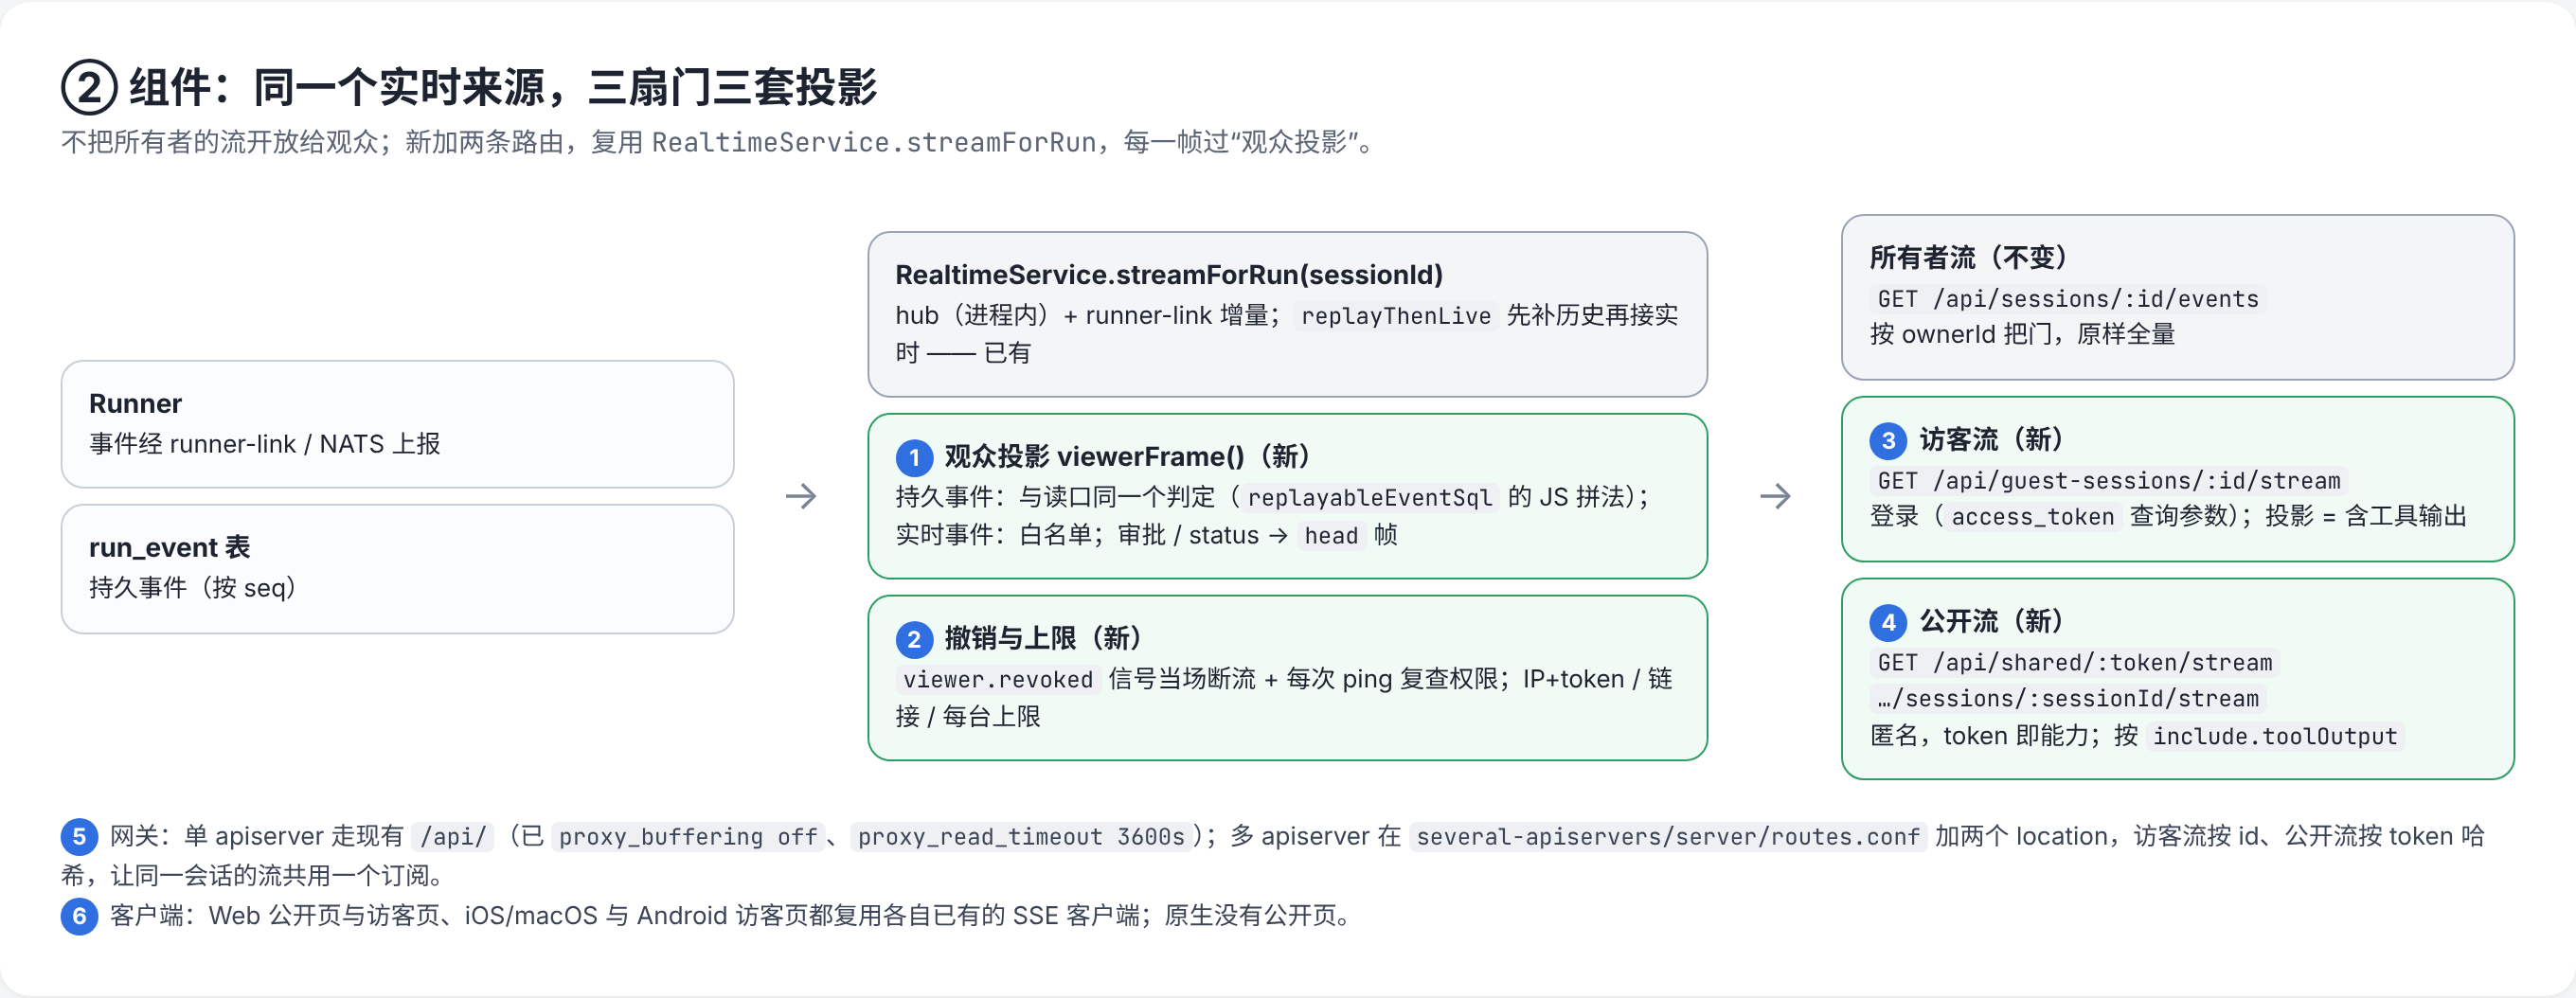 ② 组件：同一个实时来源，三扇门三套投影
不把所有者的流开放给观众；新加两条路由，复用 RealtimeService.streamForRun，每一帧过“观众投影”。
Runner
事件经 runner-link / NATS 上报
run_event 表
持久事件（按 seq）
→
RealtimeService.streamForRun(sessionId)
hub（进程内）+ runner-link 增量； replayThenLive 先补历史再接实
时 —— 已有
1 观众投影 viewerFrame()（新）
持久事件：与读口同一个判定（ replayableEventSql 的 JS 拼法）；
实时事件：白名单；审批 / status → head 帧
2 撤销与上限（新）
viewer.revoked 信号当场断流 + 每次 ping 复查权限；IP+token / 链
接 / 每台上限
→
所有者流（不变）
GET /api/sessions/:id/events
按 ownerId 把门，原样全量
3 访客流（新）
GET /api/guest-sessions/:id/stream
登录（ access_token 查询参数）；投影 = 含工具输出
4 公开流（新）
GET /api/shared/:token/stream
…/sessions/:sessionId/stream
匿名，token 即能力；按 include.toolOutput
5 网关：单 apiserver 走现有 /api/（已 proxy_buffering off、proxy_read_timeout 3600s）；多 apiserver 在 several-apiservers/server/routes.conf 加两个 location，访客流按 id、公开流按 token 哈
希，让同一会话的流共用一个订阅。
6 客户端：Web 公开页与访客页、iOS/macOS 与 Android 访客页都复用各自已有的 SSE 客户端；原生没有公开页。